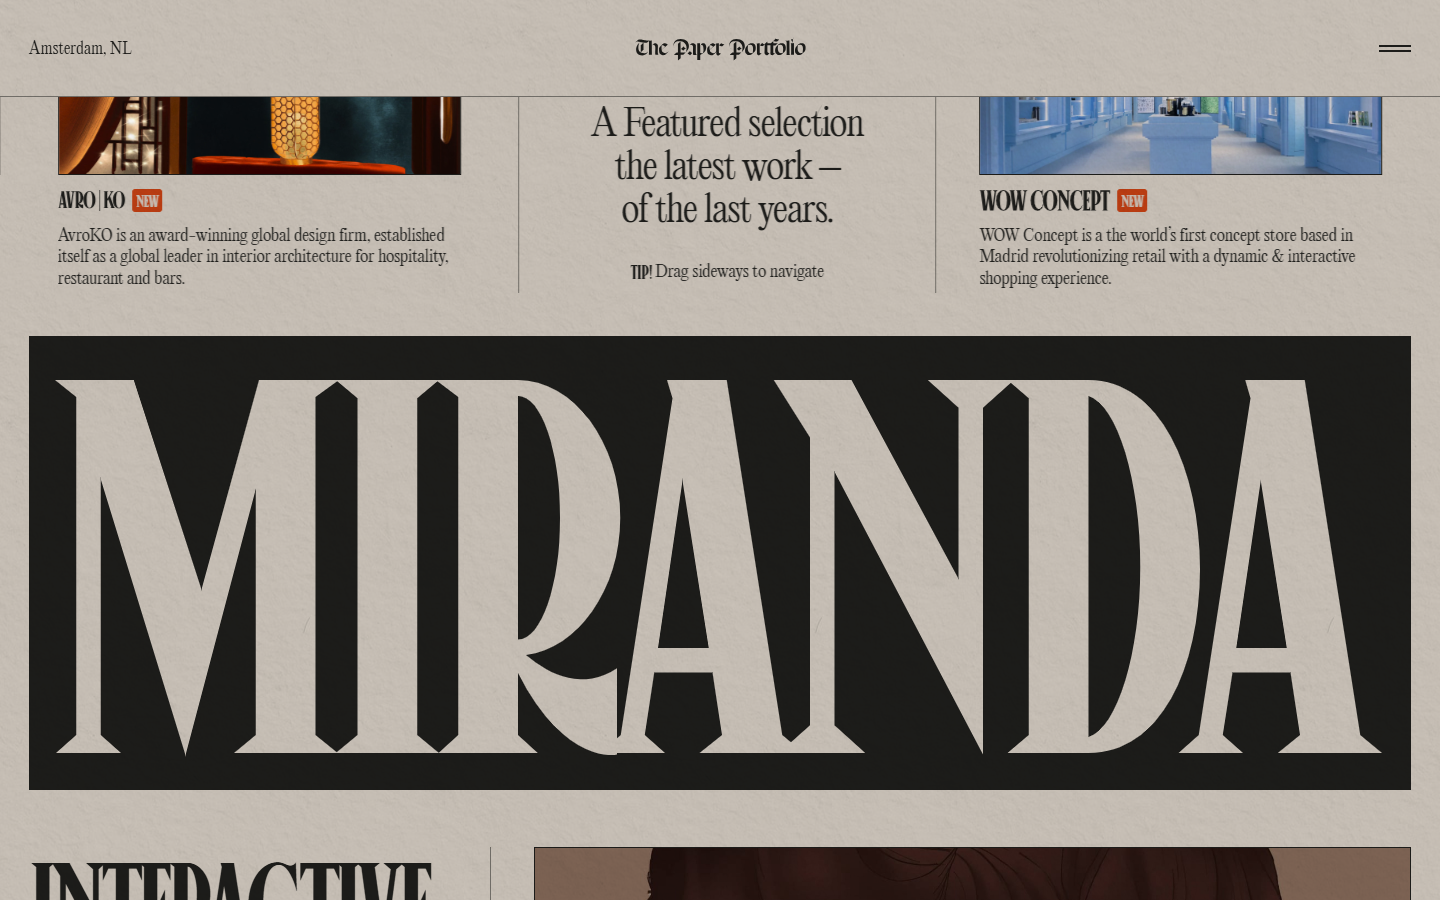 Amsterdam, NL
The Paper Portfolio
A Featured selection
the latest work —
of the last years.
TIP! Drag sideways to navigate
AVRO|KO NEW
AvroKO is an award-winning global design firm, established
itself as a global leader in interior architecture for hospitality,
restaurant and bars.
WOW CONCEPT NEW
WOW Concept is a the world's first concept store based in
Madrid revolutionizing retail with a dynamic & interactive
shopping experience.
MIRANDA
INTERACTIVE